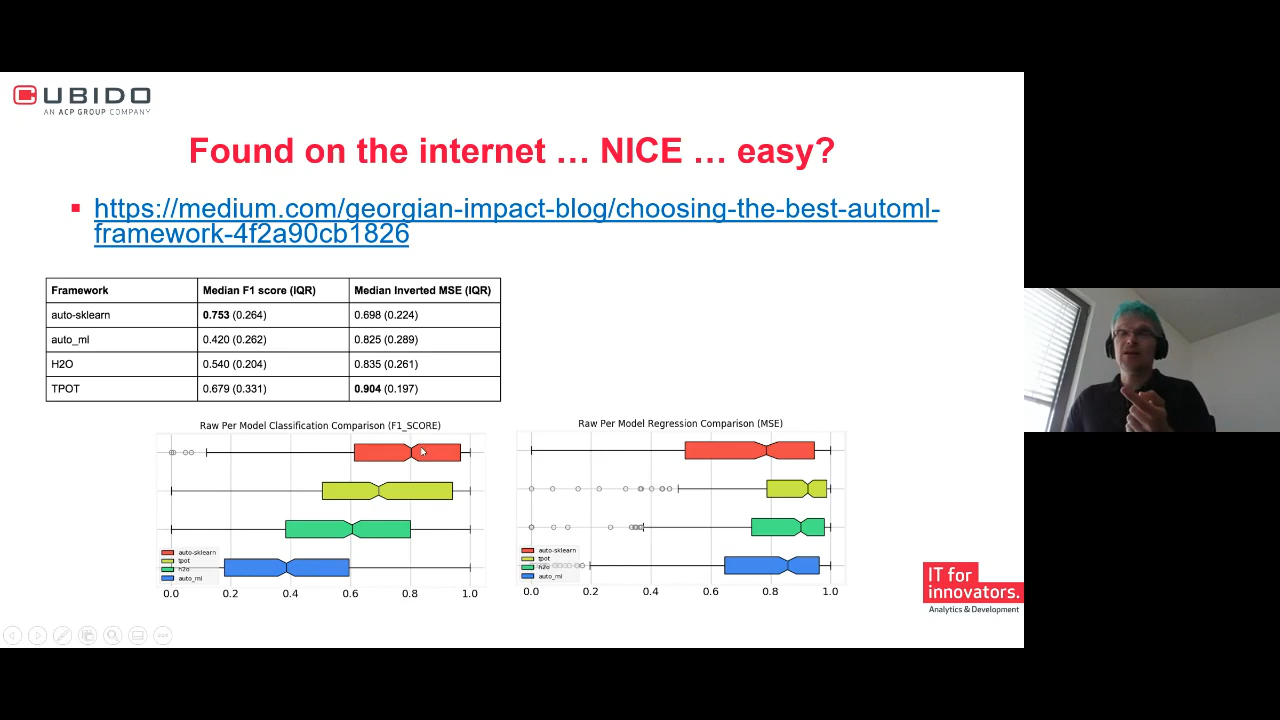 CUBIDO
AN ACP GROUP COMPANY
Found on the internet … NICE … easy?
https://medium.com/georgian-impact-blog/choosing-the-best-automl-
framework-4f2a90cb1826
Framework Median F1 score (IQR) Median Inverted MSE (IQR)
auto-sklearn 0.753 (0.264) 0.698 (0.224)
auto_ml 0.420 (0.262) 0.825 (0.289)
H2O 0.540 (0.204) 0.835 (0.261)
TPOT 0.679 (0.331) 0.904 (0.197)
Raw Per Model Classification Comparison (F1_SCORE)
auto-sklearn
tpot
h2o
auto_ml
0.0 0.2 0.4 0.6 0.8 1.0
Raw Per Model Regression Comparison (MSE)
auto-sklearn
tpot
h2o
auto_ml
0.0 0.2 0.4 0.6 0.8 1.0
IT for
innovators.
Analytics & Development